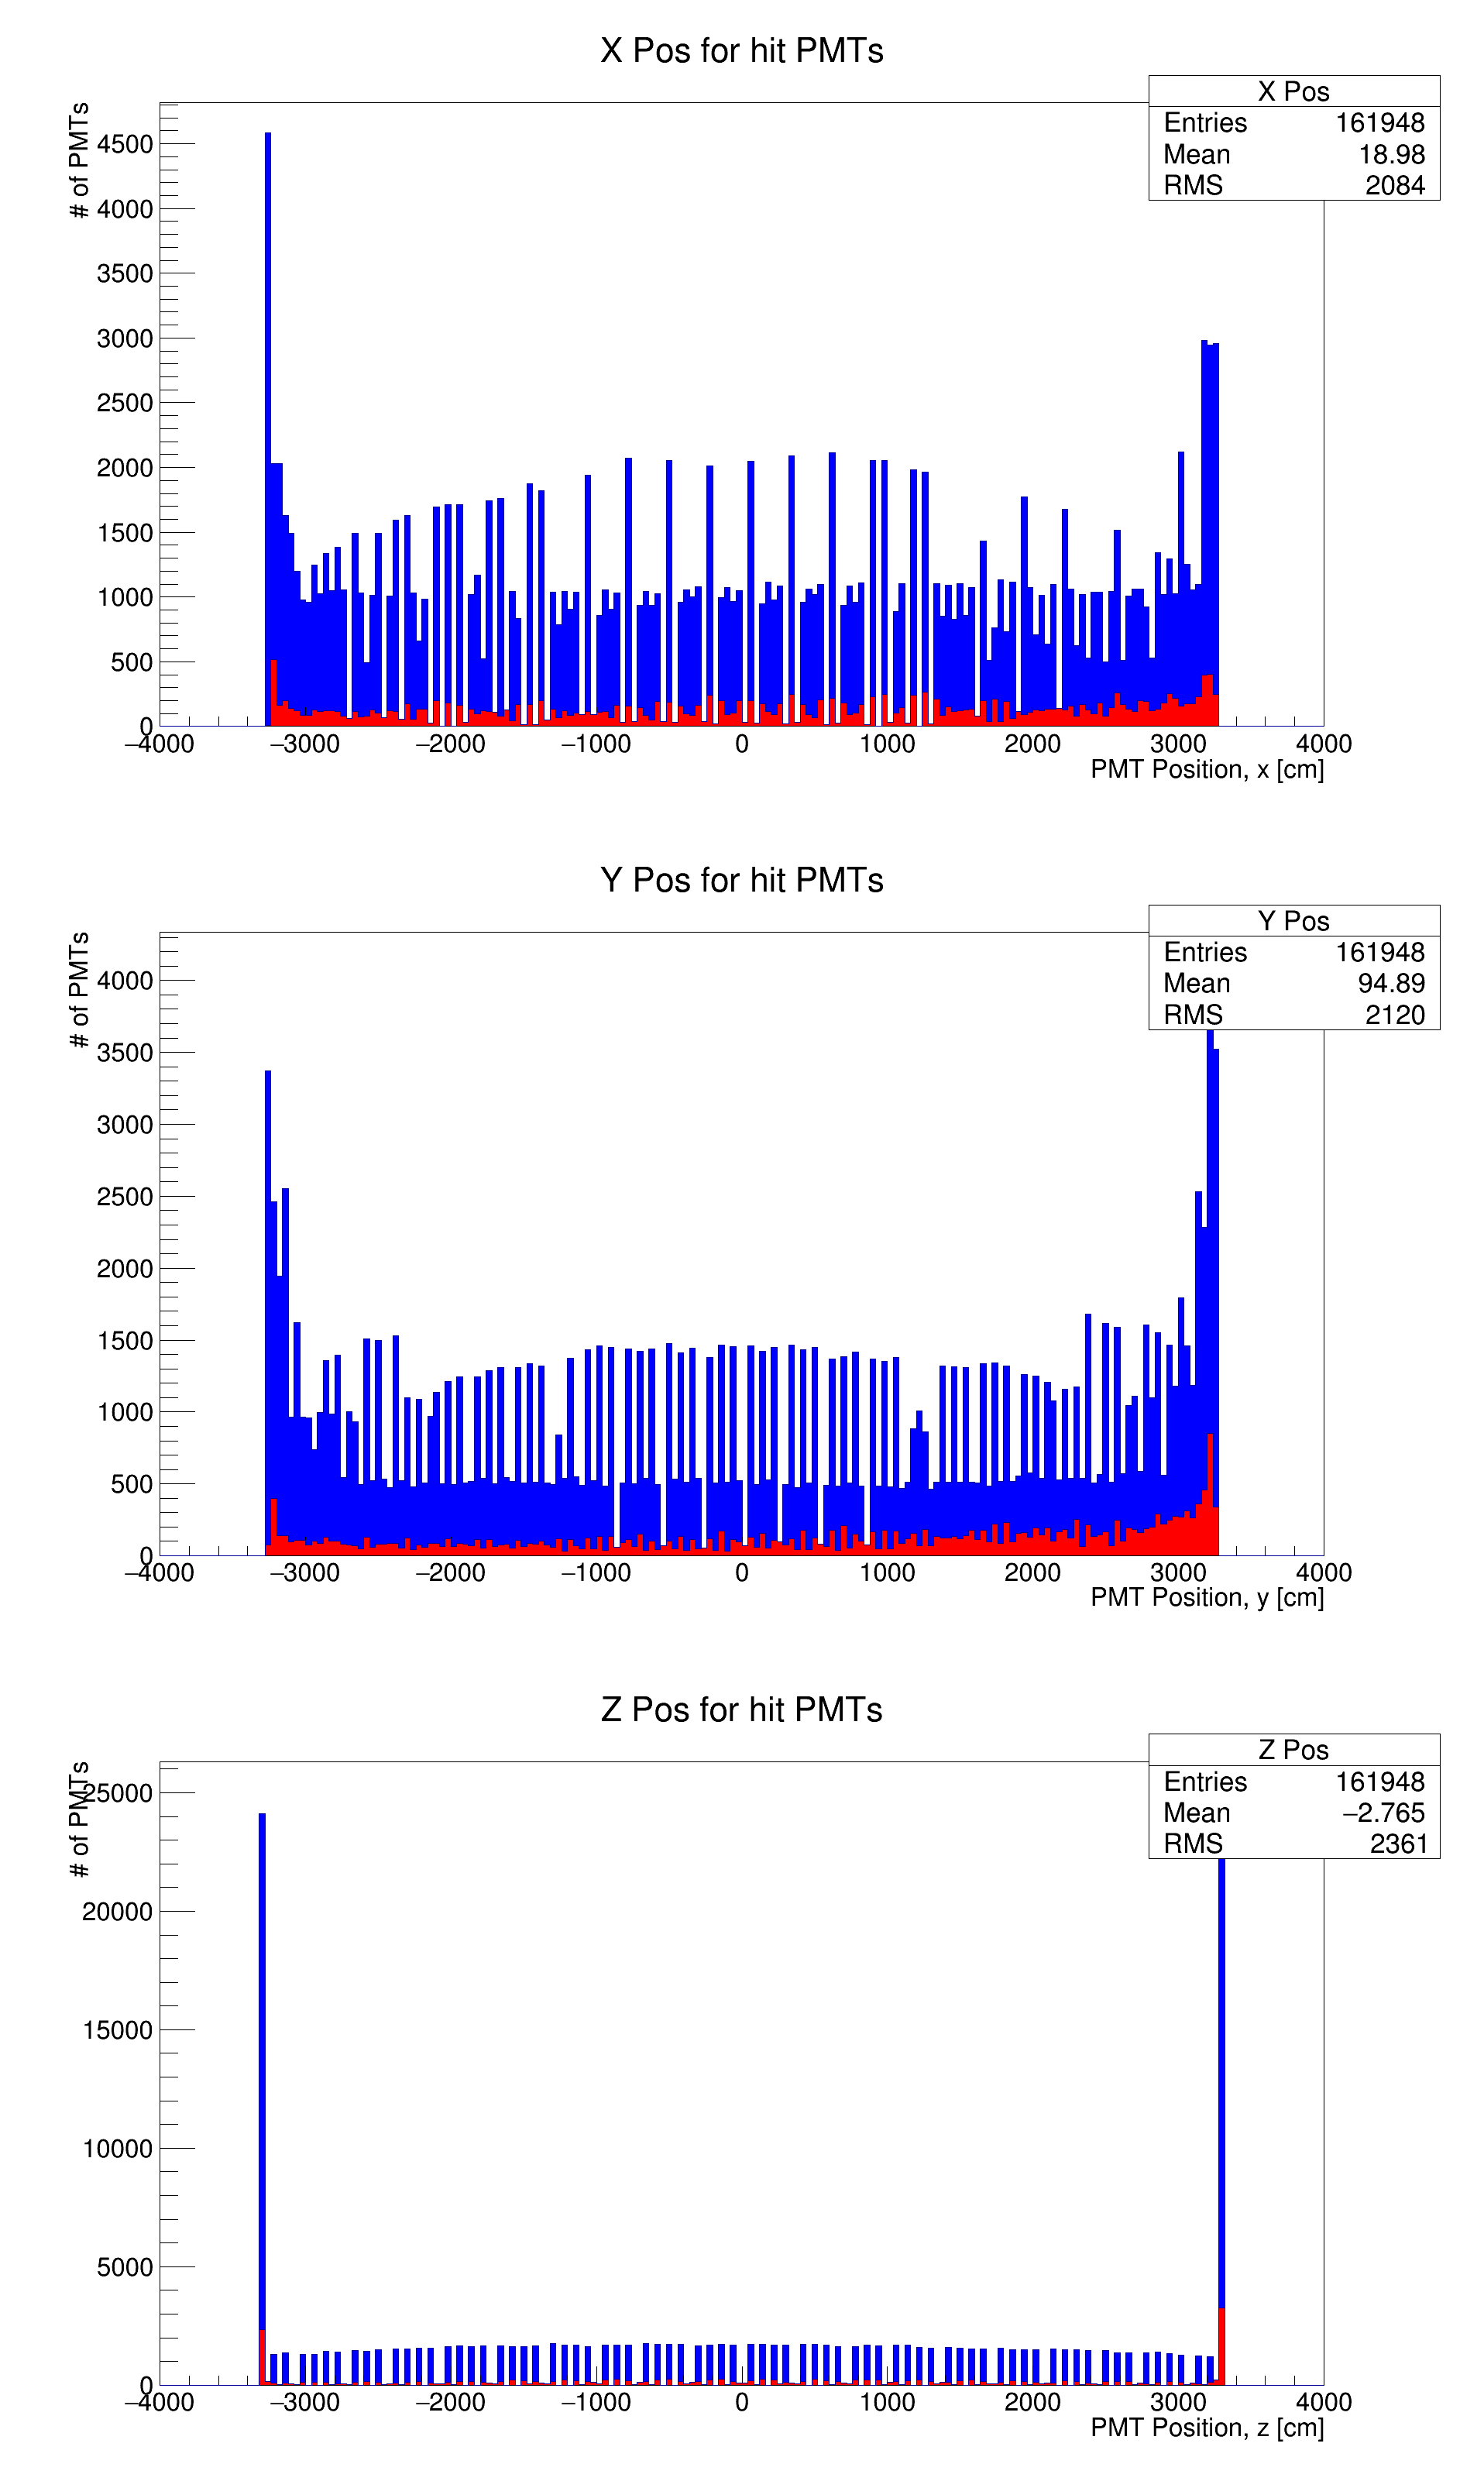 X Pos for hit PMTs
# of PMTs
X Pos
Entries 161948
Mean 18.98
RMS 2084
4500
4000
3500
3000
2500
2000
1500
1000
500
0
−4000 −3000 −2000 −1000 0 1000 2000 3000 4000
PMT Position, x [cm]
Y Pos for hit PMTs
# of PMTs
Y Pos
Entries 161948
Mean 94.89
RMS 2120
4000
3500
3000
2500
2000
1500
1000
500
0
−4000 −3000 −2000 −1000 0 1000 2000 3000 4000
PMT Position, y [cm]
Z Pos for hit PMTs
# of PMTs
Z Pos
Entries 161948
Mean −2.765
RMS 2361
25000
20000
15000
10000
5000
0
−4000 −3000 −2000 −1000 0 1000 2000 3000 4000
PMT Position, z [cm]